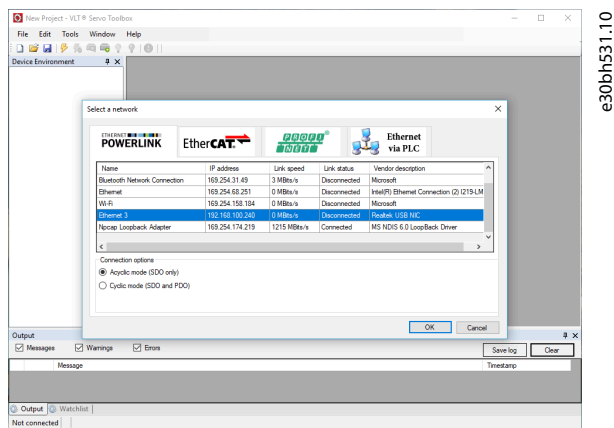 New Project - VLT® Servo Toolbox
File Edit Tools Window Help
Device Environment
Select a network
ETHERNET POWERLINK
EtherCAT
PROFI NET
Ethernet via PLC
Name IP address Link speed Link status Vendor description
Bluetooth Network Connection 169.254.31.49 3 MBits/s Disconnected Microsoft
Ethernet 169.254.68.251 0 MBits/s Disconnected Intel(R) Ethernet Connection (2) I219-LM
Wi-Fi 169.254.158.184 0 MBits/s Disconnected Microsoft
Ethernet 3 192.168.100.240 0 MBits/s Disconnected Realtek USB NIC
Npcap Loopback Adapter 169.254.174.219 1215 MBits/s Connected MS NDIS 6.0 LoopBack Driver
Connection options
Acyclic mode (SDO only)
Cyclic mode (SDO and PDO)
OK Cancel
Output
Messages Warnings Errors Save log Clear
Message Timestamp
Output Watchlist
Not connected
e30bh531.10